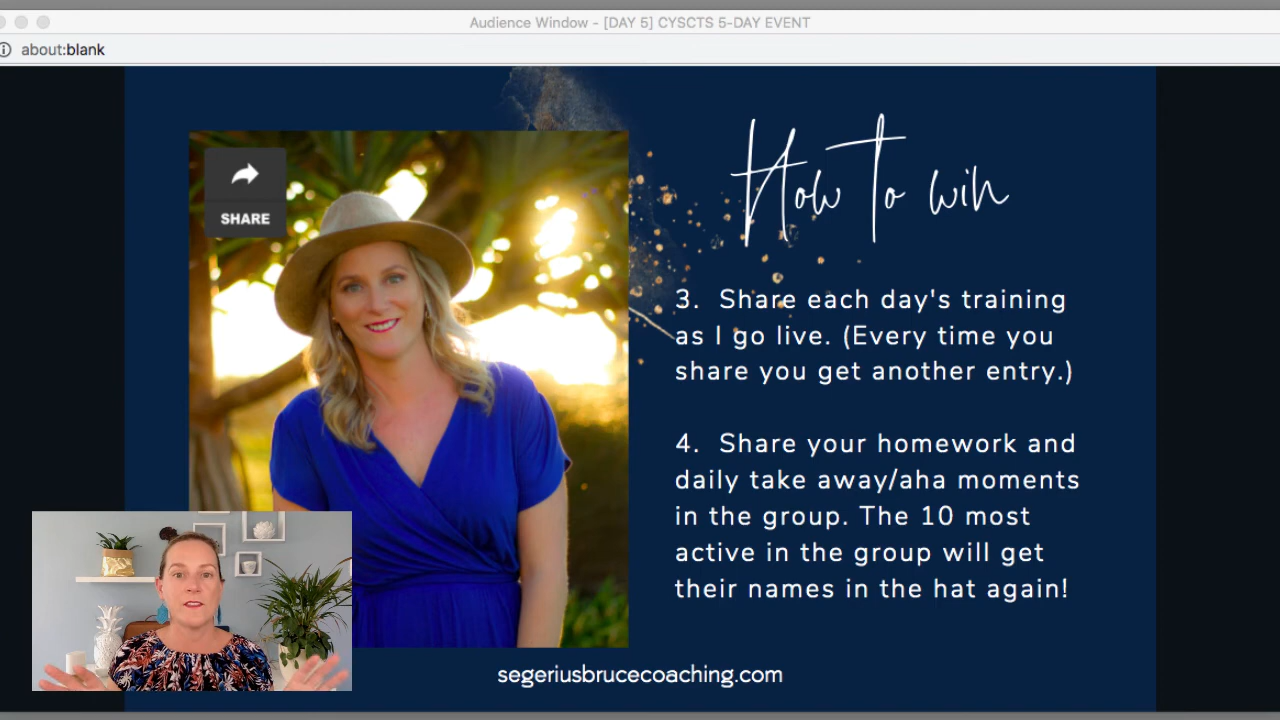 Audience Window - [DAY 5] CYSCTS 5-DAY EVENT
about:blank
SHARE
How To win
3. Share each day's training
as I go live. (Every time you
share you get another entry.)
4. Share your homework and
daily take away/aha moments
in the group. The 10 most
active in the group will get
their names in the hat again!
segeriusbrucecoaching.com